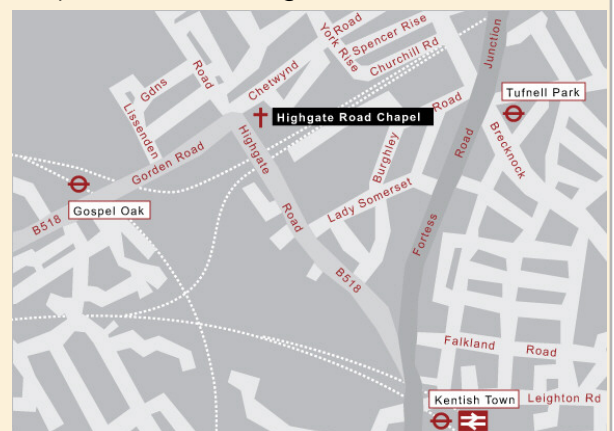 Road
Spencer Rise
York Rise
Churchill Rd
Junction
Gdns
Road
Chetwynd
Lissenden
Tufnell Park
Highgate Road Chapel
Road
Brecknock
Gorden Road
Highgate
Burghley
Road
Gospel Oak
Lady Somerset
B518
Road
Fortess
B518
Falkland Road
Kentish Town
Leighton Rd